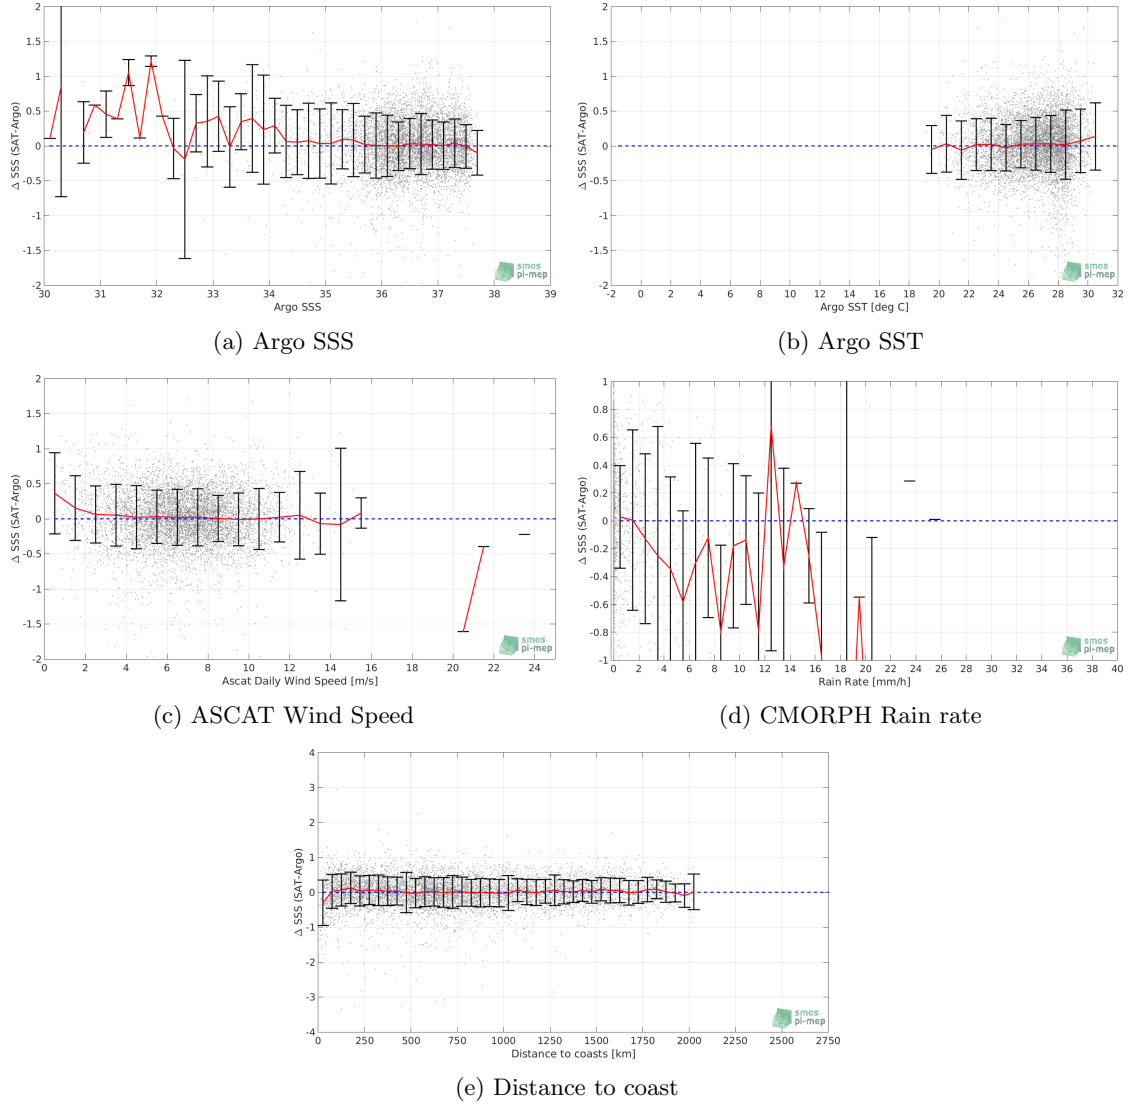 2
1.5
1
0.5
0
-0.5
-1
-1.5
-2
Δ SSS (SAT-Argo)
30 31 32 33 34 35 36 37 38 39
Argo SSS
smos
pi-mep
(a) Argo SSS
2
1.5
1
0.5
0
-0.5
-1
-1.5
-2
Δ SSS (SAT-Argo)
-2 0 2 4 6 8 10 12 14 16 18 20 22 24 26 28 30 32
Argo SST [deg C]
smos
pi-mep
(b) Argo SST
2
1.5
1
0.5
0
-0.5
-1
-1.5
-2
Δ SSS (SAT-Argo)
0 2 4 6 8 10 12 14 16 18 20 22 24
Ascat Daily Wind Speed [m/s]
smos
pi-mep
(c) ASCAT Wind Speed
1
0.8
0.6
0.4
0.2
0
-0.2
-0.4
-0.6
-0.8
-1
Δ SSS (SAT-Argo)
0 2 4 6 8 10 12 14 16 18 20 22 24 26 28 30 32 34 36 38 40
Rain Rate [mm/h]
smos
pi-mep
(d) CMORPH Rain rate
4
3
2
1
0
-1
-2
-3
-4
Δ SSS (SAT-Argo)
0 250 500 750 1000 1250 1500 1750 2000 2250 2500 2750
Distance to coasts [km]
smos
pi-mep
(e) Distance to coast